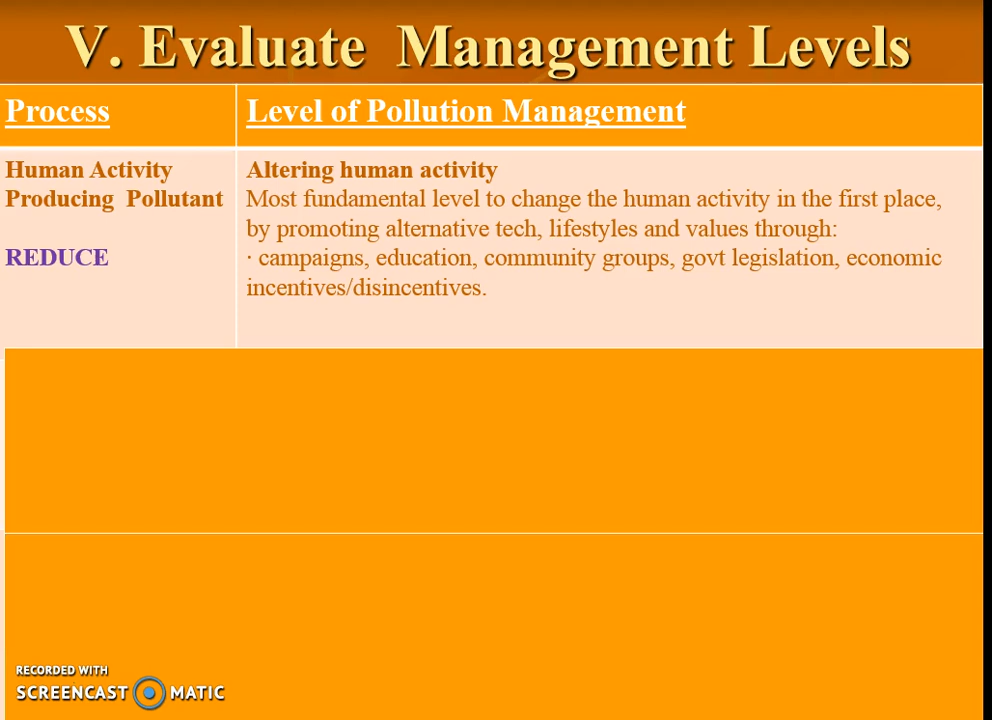 V. Evaluate Management Levels
Process
Level of Pollution Management
Human Activity
Producing Pollutant
REDUCE
Altering human activity
Most fundamental level to change the human activity in the first place,
by promoting alternative tech, lifestyles and values through:
· campaigns, education, community groups, govt legislation, economic
incentives/disincentives.
RECORDED WITH
SCREENCAST MATIC